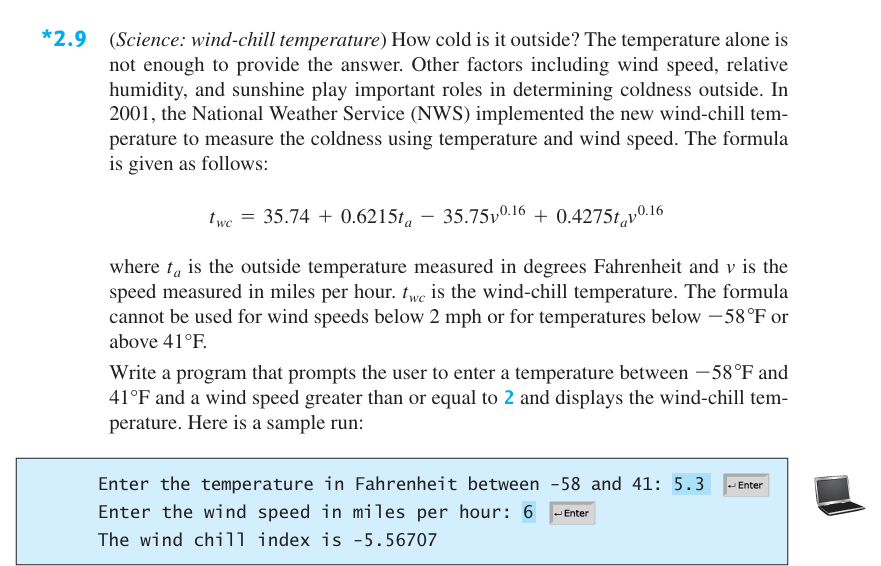 *2.9 (Science: wind-chill temperature) How cold is it outside? The temperature alone is
not enough to provide the answer. Other factors including wind speed, relative
humidity, and sunshine play important roles in determining coldness outside. In
2001, the National Weather Service (NWS) implemented the new wind-chill tem-
perature to measure the coldness using temperature and wind speed. The formula
is given as follows:
t_wc = 35.74 + 0.6215t_a − 35.75v^0.16 + 0.4275t_av^0.16
where t_a is the outside temperature measured in degrees Fahrenheit and v is the
speed measured in miles per hour. t_wc is the wind-chill temperature. The formula
cannot be used for wind speeds below 2 mph or for temperatures below −58°F or
above 41°F.
Write a program that prompts the user to enter a temperature between −58°F and
41°F and a wind speed greater than or equal to 2 and displays the wind-chill tem-
perature. Here is a sample run:
Enter the temperature in Fahrenheit between -58 and 41: 5.3 ↵Enter
Enter the wind speed in miles per hour: 6 ↵Enter
The wind chill index is -5.56707